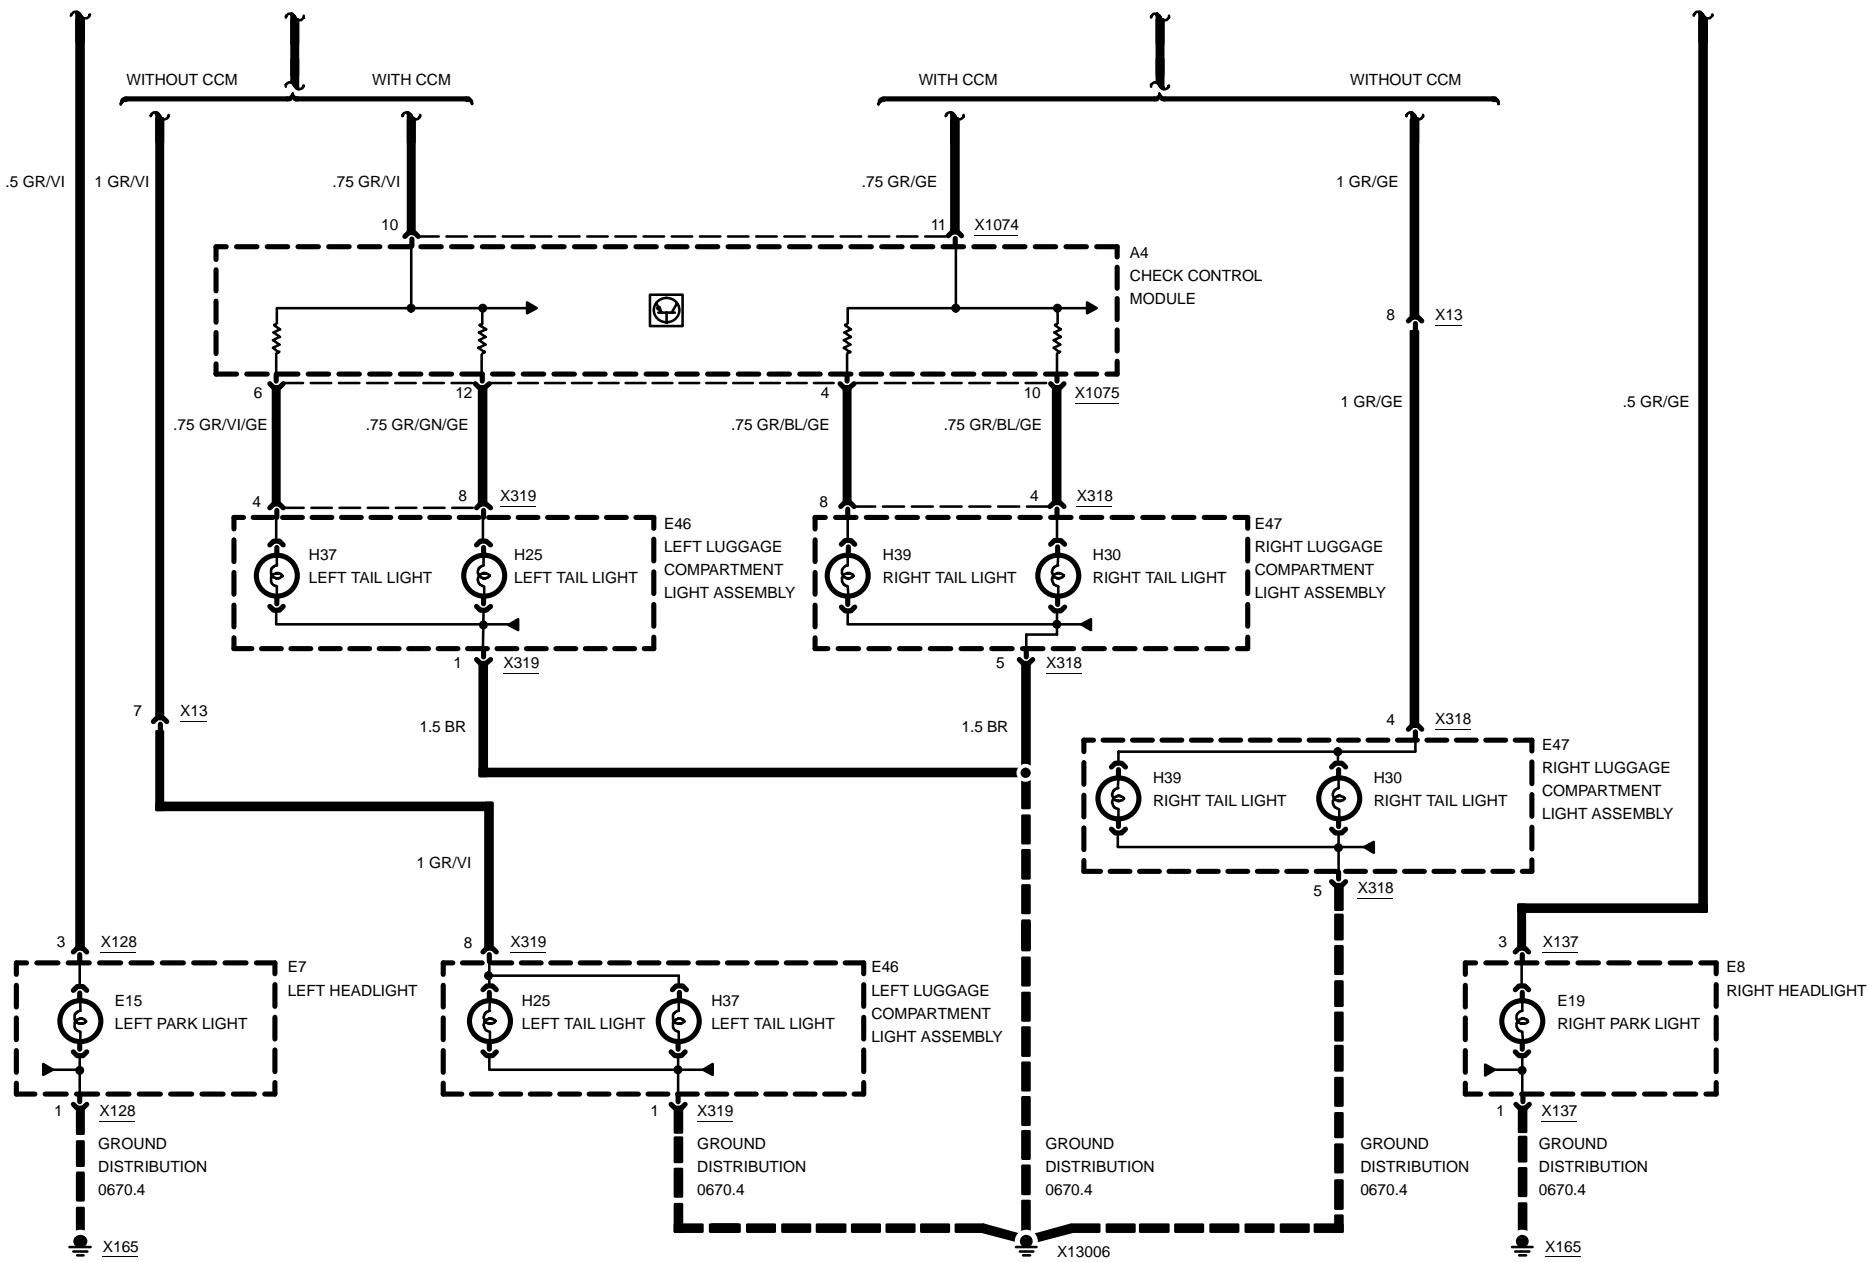 WITHOUT CCM
WITH CCM
WITH CCM
WITHOUT CCM
.5 GR/VI
1 GR/VI
.75 GR/VI
.75 GR/GE
1 GR/GE
10
11
X1074
A4
CHECK CONTROL
MODULE
8
X13
6
12
4
10
X1075
1 GR/GE
.5 GR/GE
.75 GR/VI/GE
.75 GR/GN/GE
.75 GR/BL/GE
.75 GR/BL/GE
4
8
X319
8
4
X318
H37
LEFT TAIL LIGHT
H25
LEFT TAIL LIGHT
E46
LEFT LUGGAGE
COMPARTMENT
LIGHT ASSEMBLY
H39
RIGHT TAIL LIGHT
H30
RIGHT TAIL LIGHT
E47
RIGHT LUGGAGE
COMPARTMENT
LIGHT ASSEMBLY
1
X319
5
X318
7
X13
1.5 BR
1.5 BR
4
X318
H39
RIGHT TAIL LIGHT
H30
RIGHT TAIL LIGHT
E47
RIGHT LUGGAGE
COMPARTMENT
LIGHT ASSEMBLY
1 GR/VI
5
X318
3
X128
8
X319
3
X137
E15
LEFT PARK LIGHT
E7
LEFT HEADLIGHT
H25
LEFT TAIL LIGHT
H37
LEFT TAIL LIGHT
E46
LEFT LUGGAGE
COMPARTMENT
LIGHT ASSEMBLY
E19
RIGHT PARK LIGHT
E8
RIGHT HEADLIGHT
1
X128
1
X319
1
X137
GROUND
DISTRIBUTION
0670.4
GROUND
DISTRIBUTION
0670.4
GROUND
DISTRIBUTION
0670.4
GROUND
DISTRIBUTION
0670.4
GROUND
DISTRIBUTION
0670.4
X165
X13006
X165